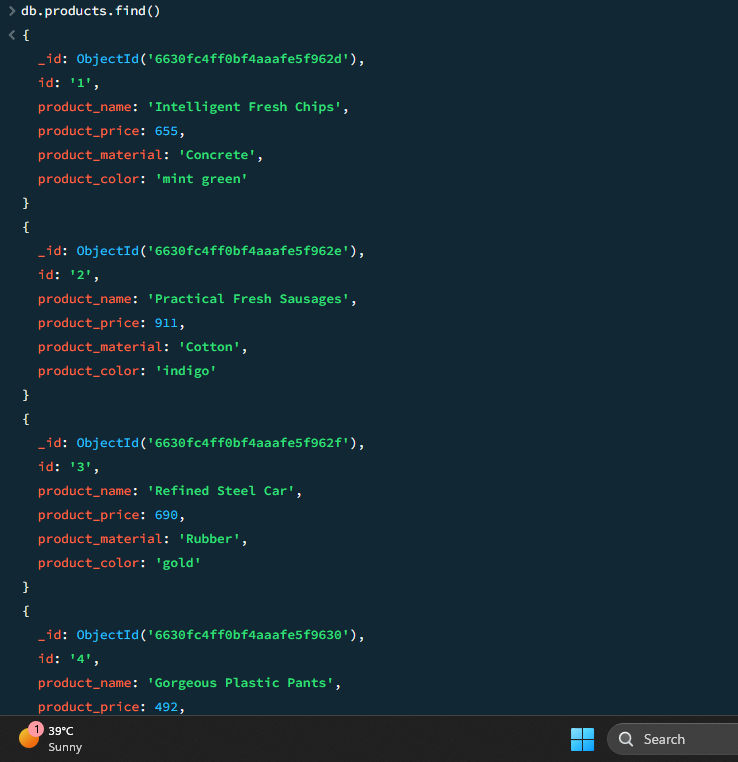 > db.products.find()
< {
_id: ObjectId('6630fc4ff0bf4aaafe5f962d'),
id: '1',
product_name: 'Intelligent Fresh Chips',
product_price: 655,
product_material: 'Concrete',
product_color: 'mint green'
}
{
_id: ObjectId('6630fc4ff0bf4aaafe5f962e'),
id: '2',
product_name: 'Practical Fresh Sausages',
product_price: 911,
product_material: 'Cotton',
product_color: 'indigo'
}
{
_id: ObjectId('6630fc4ff0bf4aaafe5f962f'),
id: '3',
product_name: 'Refined Steel Car',
product_price: 690,
product_material: 'Rubber',
product_color: 'gold'
}
{
_id: ObjectId('6630fc4ff0bf4aaafe5f9630'),
id: '4',
product_name: 'Gorgeous Plastic Pants',
product_price: 492,
1
39°C
Sunny
Search